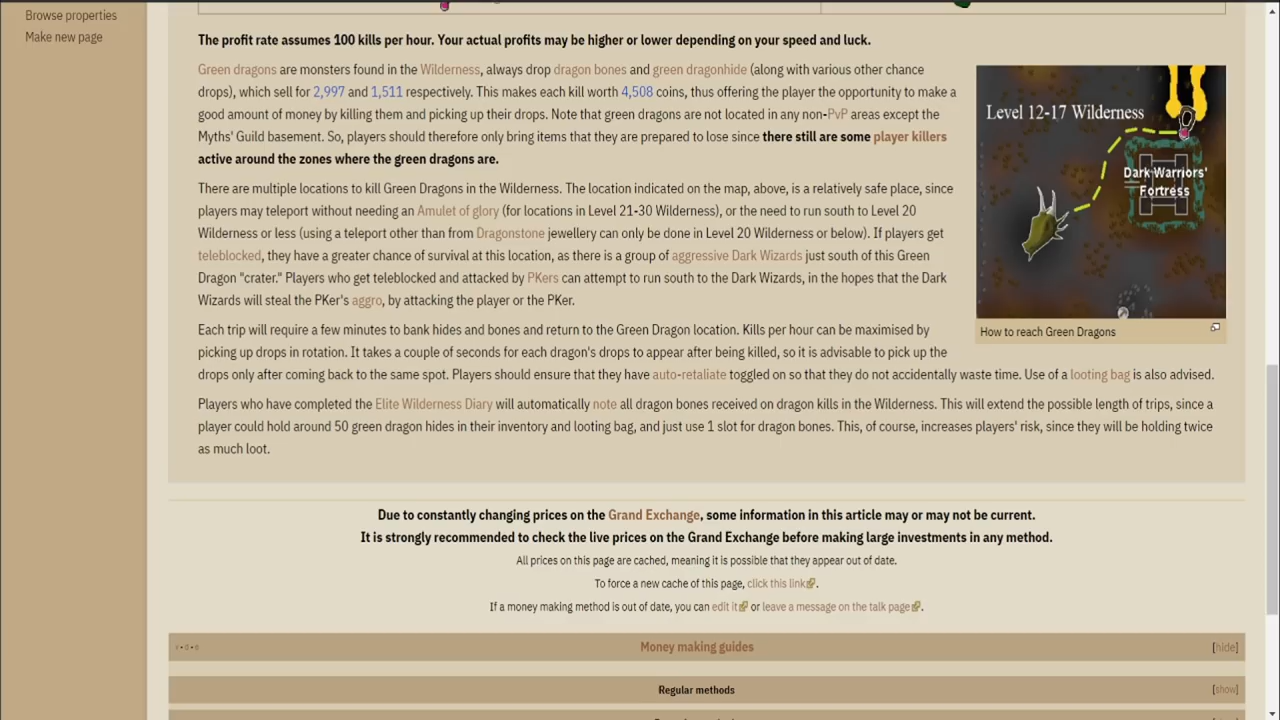 Browse properties
Make new page
The profit rate assumes 100 kills per hour. Your actual profits may be higher or lower depending on your speed and luck.
Green dragons are monsters found in the Wilderness, always drop dragon bones and green dragonhide (along with various other chance
drops), which sell for 2,997 and 1,511 respectively. This makes each kill worth 4,508 coins, thus offering the player the opportunity to make a
good amount of money by killing them and picking up their drops. Note that green dragons are not located in any non-PvP areas except the
Myths' Guild basement. So, players should therefore only bring items that they are prepared to lose since there still are some player killers
active around the zones where the green dragons are.
There are multiple locations to kill Green Dragons in the Wilderness. The location indicated on the map, above, is a relatively safe place, since
players may teleport without needing an Amulet of glory (for locations in Level 21-30 Wilderness), or the need to run south to Level 20
Wilderness or less (using a teleport other than from Dragonstone jewellery can only be done in Level 20 Wilderness or below). If players get
teleblocked, they have a greater chance of survival at this location, as there is a group of aggressive Dark Wizards just south of this Green
Dragon "crater." Players who get teleblocked and attacked by PKers can attempt to run south to the Dark Wizards, in the hopes that the Dark
Wizards will steal the PKer's aggro, by attacking the player or the PKer.
Level 12-17 Wilderness
Dark Warriors'
Fortress
How to reach Green Dragons
Each trip will require a few minutes to bank hides and bones and return to the Green Dragon location. Kills per hour can be maximised by
picking up drops in rotation. It takes a couple of seconds for each dragon's drops to appear after being killed, so it is advisable to pick up the
drops only after coming back to the same spot. Players should ensure that they have auto-retaliate toggled on so that they do not accidentally waste time. Use of a looting bag is also advised.
Players who have completed the Elite Wilderness Diary will automatically note all dragon bones received on dragon kills in the Wilderness. This will extend the possible length of trips, since a
player could hold around 50 green dragon hides in their inventory and looting bag, and just use 1 slot for dragon bones. This, of course, increases players' risk, since they will be holding twice
as much loot.
Due to constantly changing prices on the Grand Exchange, some information in this article may or may not be current.
It is strongly recommended to check the live prices on the Grand Exchange before making large investments in any method.
All prices on this page are cached, meaning it is possible that they appear out of date.
To force a new cache of this page, click this link.
If a money making method is out of date, you can edit it or leave a message on the talk page.
Money making guides [hide]
Regular methods [show]